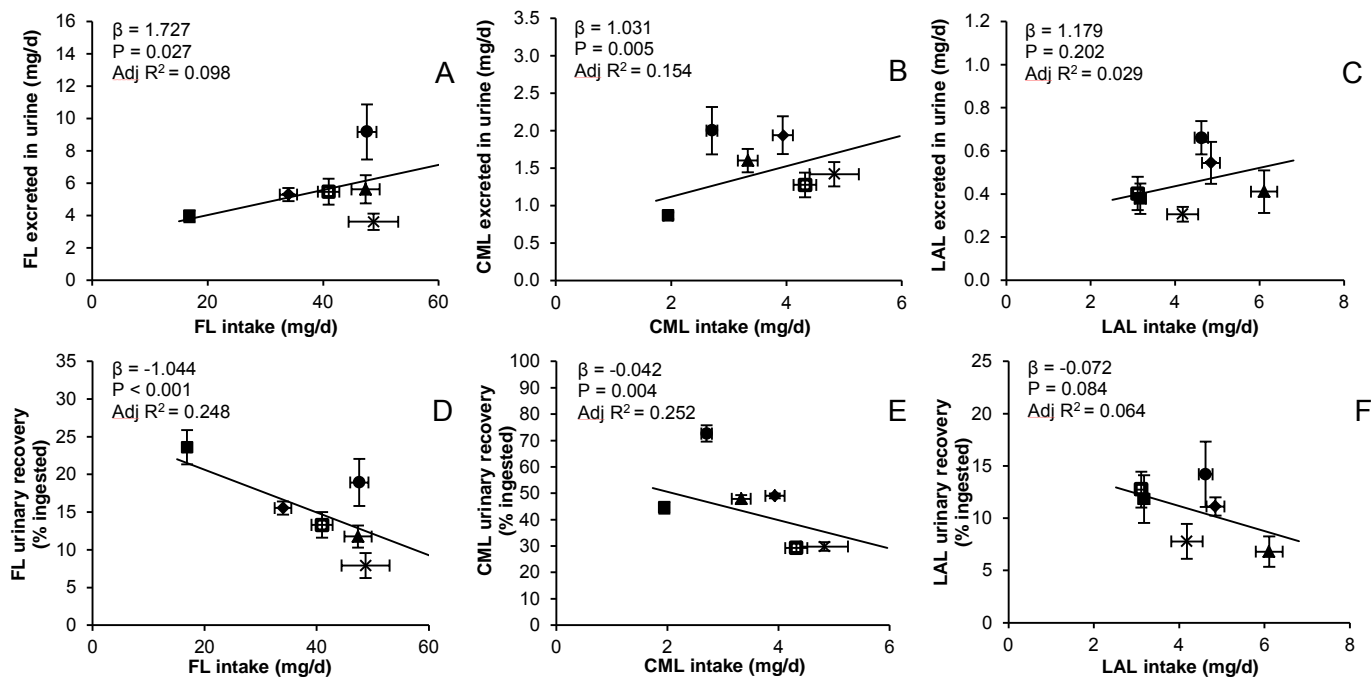 FL excreted in urine (mg/d)
16
14
12
10
8
6
4
2
0
β = 1.727
P = 0.027
Adj R² = 0.098
A
0
20
40
60
FL intake (mg/d)
CML excreted in urine (mg/d)
3.5
3.0
2.5
2.0
1.5
1.0
0.5
0.0
β = 1.031
P = 0.005
Adj R² = 0.154
B
0
2
4
6
CML intake (mg/d)
LAL excreted in urine (mg/d)
1.2
1.0
0.8
0.6
0.4
0.2
0.0
β = 1.179
P = 0.202
Adj R² = 0.029
C
0
2
4
6
8
LAL intake (mg/d)
FL urinary recovery
(% ingested)
35
30
25
20
15
10
5
0
β = -1.044
P < 0.001
Adj R² = 0.248
D
0
20
40
60
FL intake (mg/d)
CML urinary recovery
(% ingested)
100
90
80
70
60
50
40
30
20
10
0
β = -0.042
P = 0.004
Adj R² = 0.252
E
0
2
4
6
CML intake (mg/d)
LAL urinary recovery
(% ingested)
25
20
15
10
5
0
β = -0.072
P = 0.084
Adj R² = 0.064
F
0
2
4
6
8
LAL intake (mg/d)